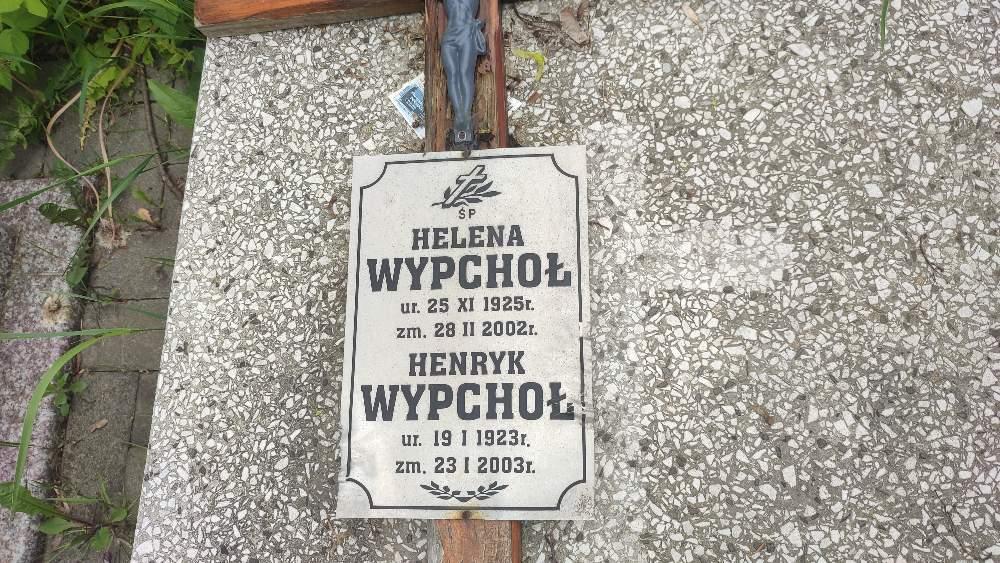 ŚP
HELENA
WYPCHOŁ
ur. 25 XI 1925r.
zm. 28 II 2002r.
HENRYK
WYPCHOŁ
ur. 19 I 1923r.
zm. 23 I 2003r.